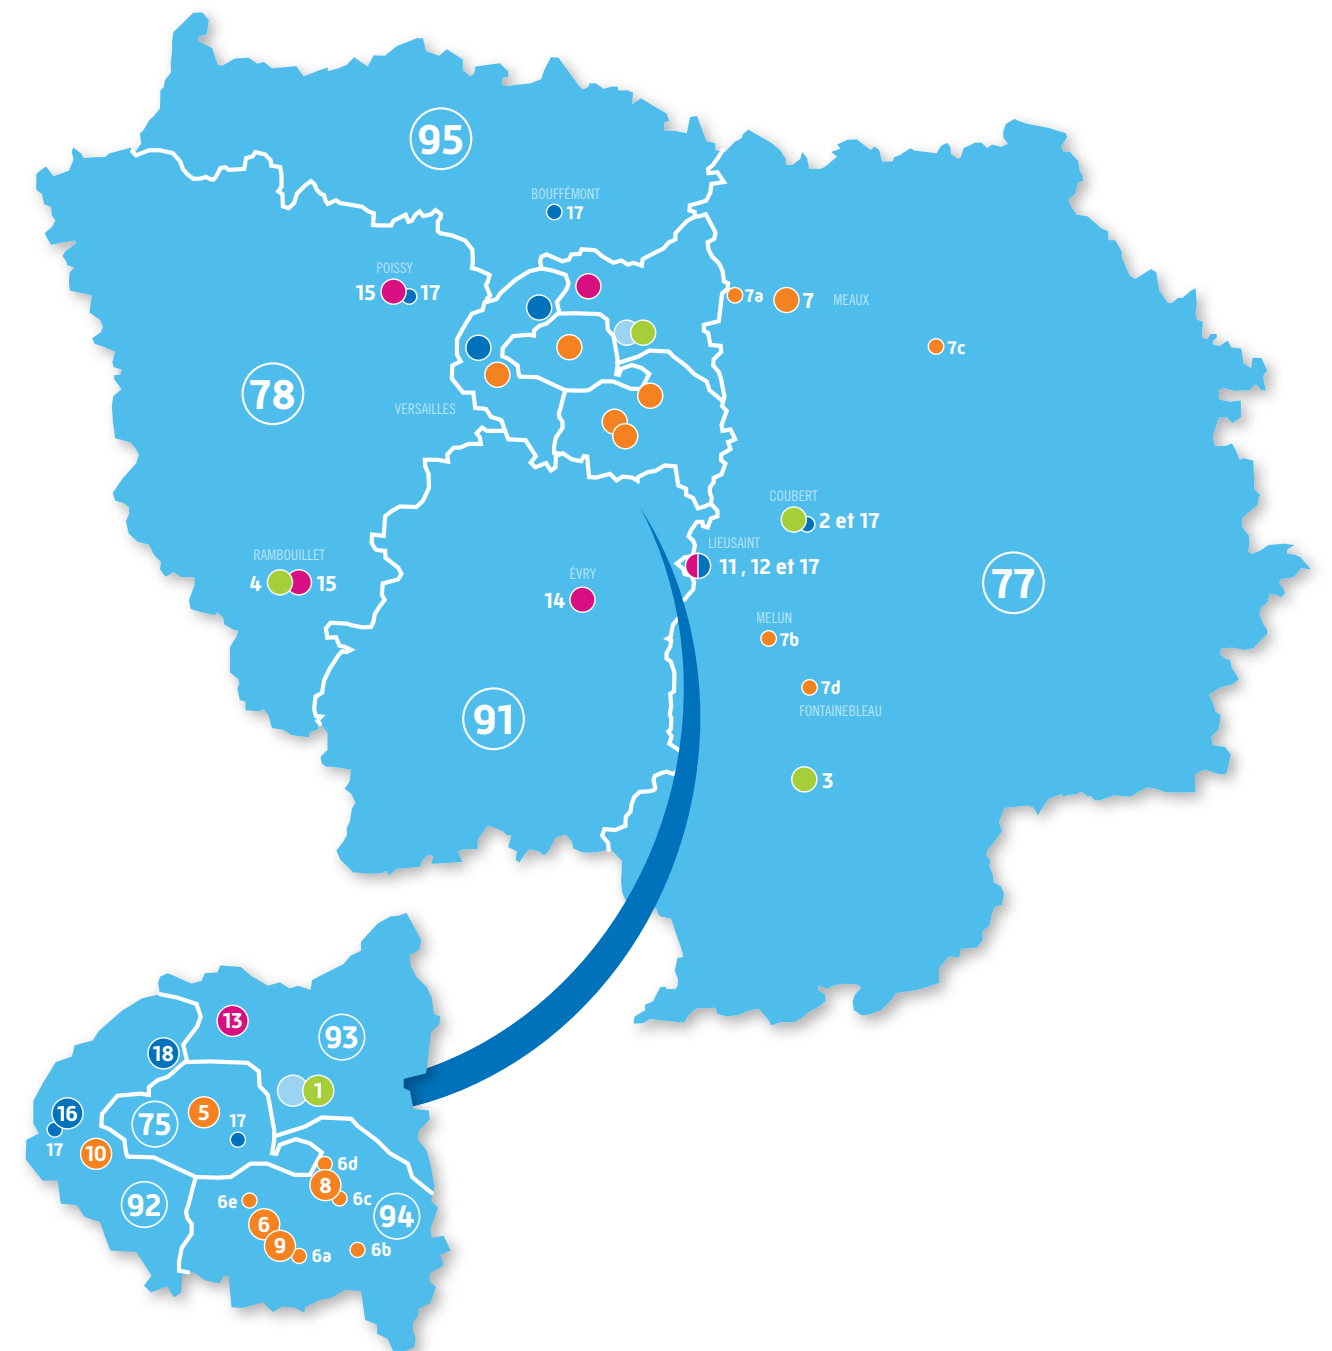 95
BOUFFÉMONT
17
POISSY
15
17
7a
7
MEAUX
7c
78
VERSAILLES
COUBERT
2 et 17
LIEUSAINT
11 , 12 et 17
RAMBOUILLET
4
15
ÉVRY
14
77
MELUN
7b
7d
FONTAINEBLEAU
91
3
13
93
18
1
16
75
5
17
17
10
6d
8
6c
92
6e
94
6
9
6a
6b